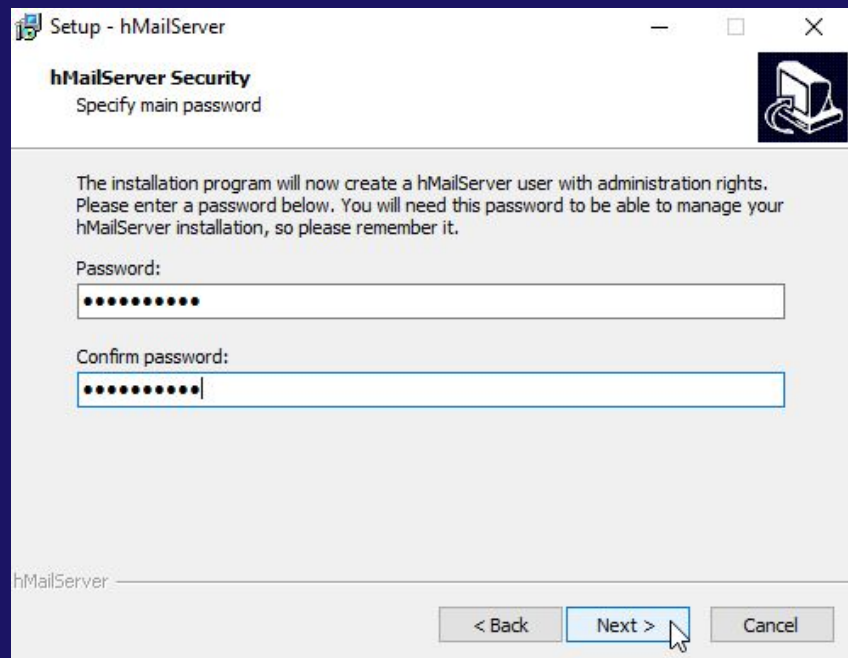 Setup - hMailServer
hMailServer Security
Specify main password
The installation program will now create a hMailServer user with administration rights.
Please enter a password below. You will need this password to be able to manage your
hMailServer installation, so please remember it.
Password:
••••••••••
Confirm password:
••••••••••
hMailServer
< Back
Next >
Cancel